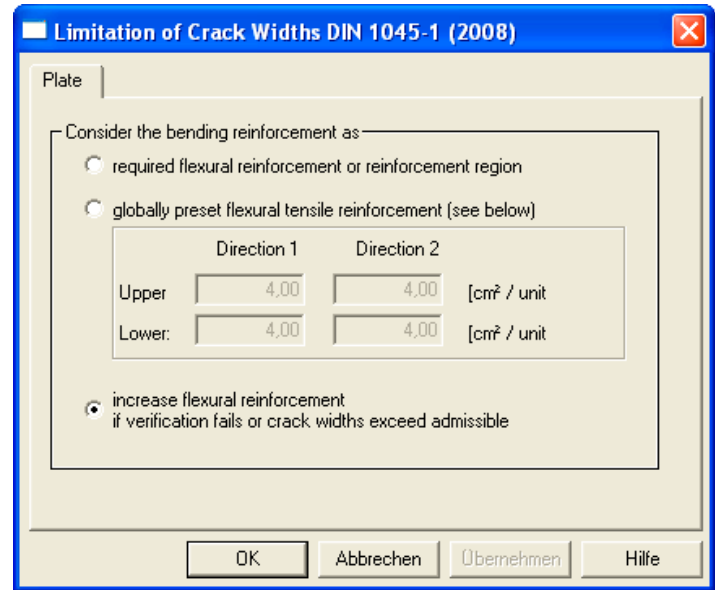 Limitation of Crack Widths DIN 1045-1 (2008)
Plate
Consider the bending reinforcement as
required flexural reinforcement or reinforcement region
globally preset flexural tensile reinforcement (see below)
Direction 1 Direction 2
Upper 4,00 4,00 [cm² / unit
Lower: 4,00 4,00 [cm² / unit
increase flexural reinforcement
if verification fails or crack widths exceed admissible
OK Abbrechen Übernehmen Hilfe